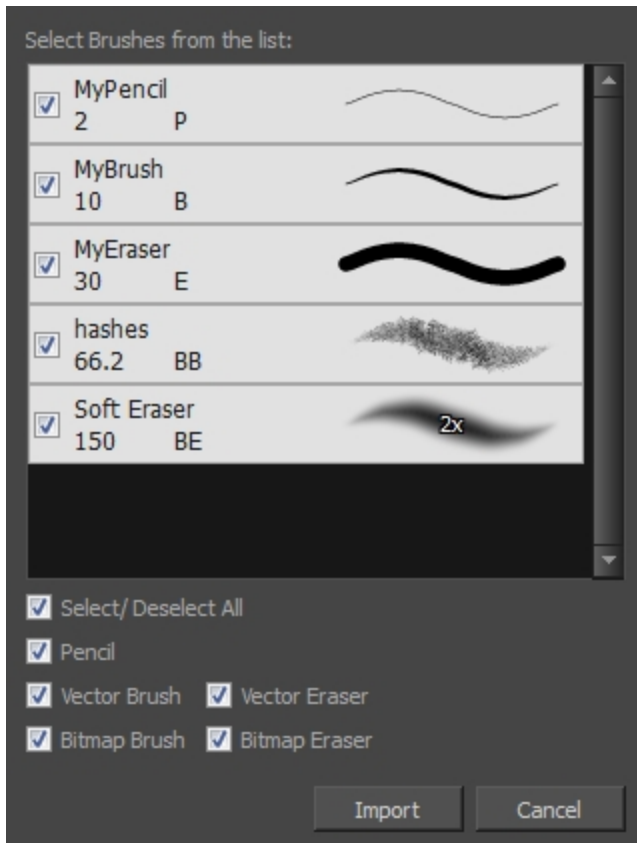 Select Brushes from the list:
MyPencil
2 P
MyBrush
10 B
MyEraser
30 E
hashes
66.2 BB
Soft Eraser
150 BE
2x
Select/ Deselect All
Pencil
Vector Brush Vector Eraser
Bitmap Brush Bitmap Eraser
Import Cancel